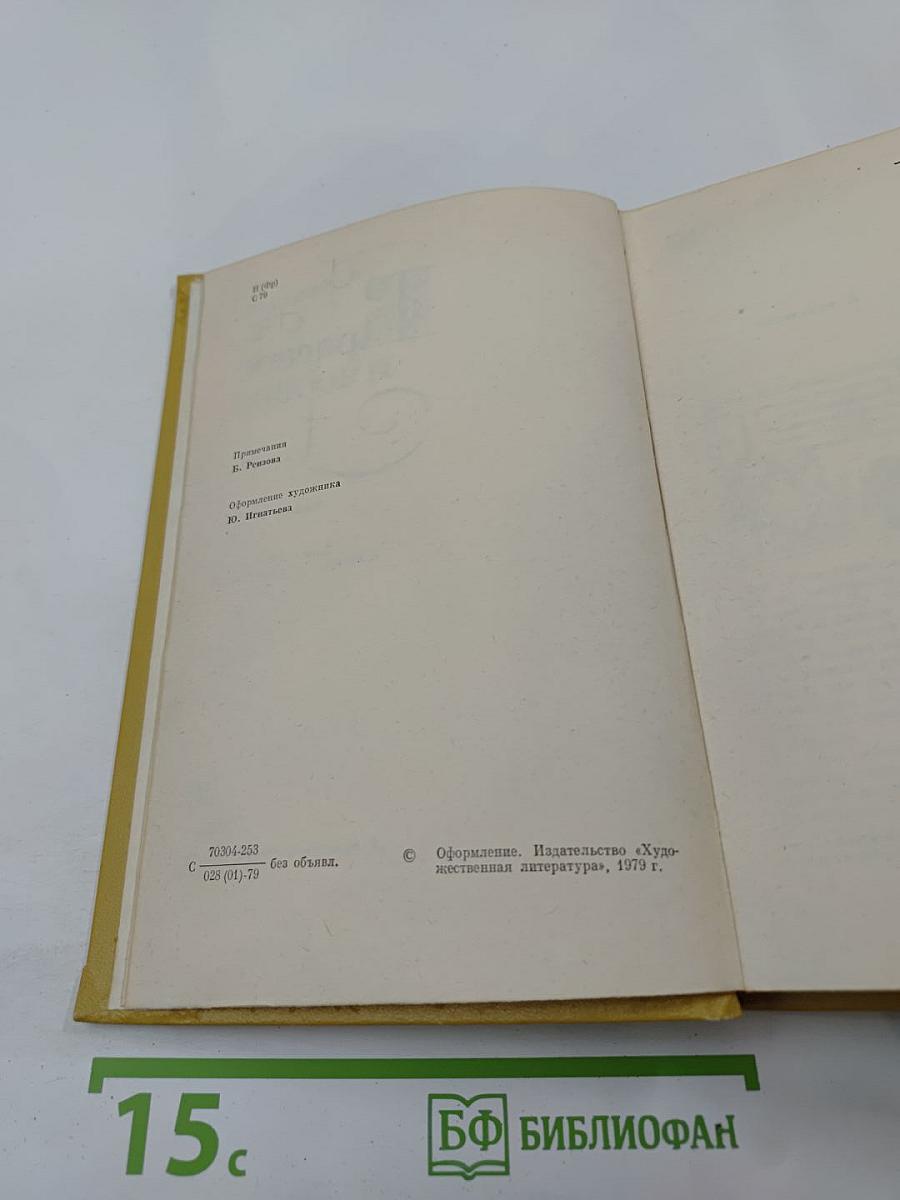 И (Фр)
С 79
Примечания
Б. Реизова
Оформление художника
Ю. Игнатьева
С 70304-253 без объявл.
028 (01)-79
© Оформление. Издательство «Худо-
жественная литература», 1979 г.
15 с
БФ БИБЛИОФАН